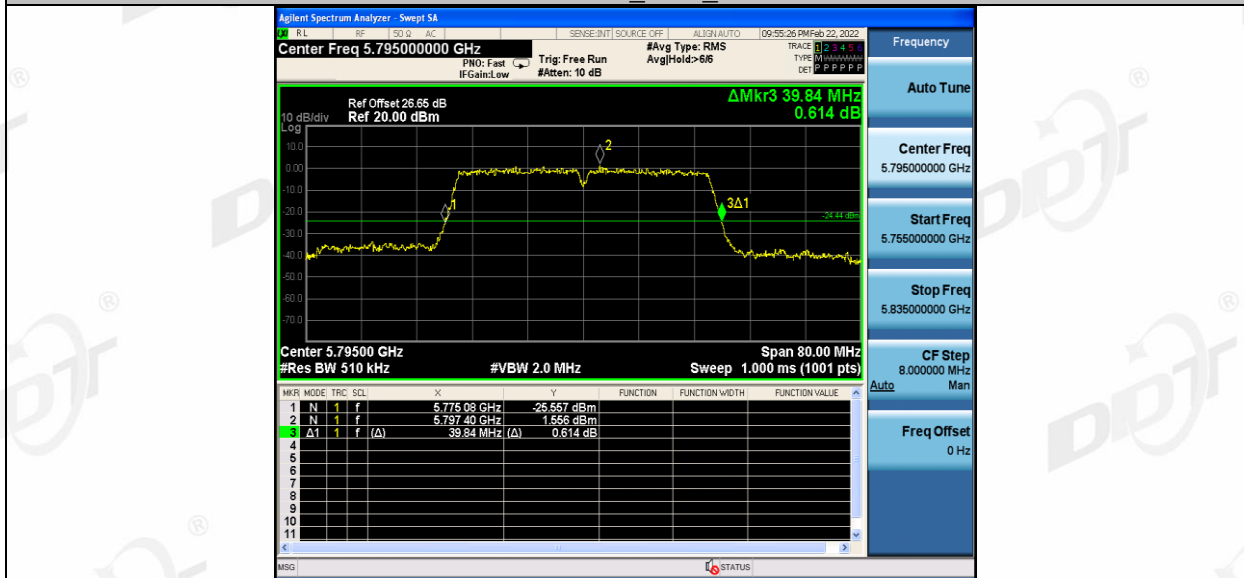 Agilent Spectrum Analyzer - Swept SA
RL RF 50 Ω AC SENSE:INT SOURCE OFF ALIGN AUTO 09:55:26 PM Feb 22, 2022
Center Freq 5.795000000 GHz
PNO: Fast
IFGain:Low
Trig: Free Run
#Atten: 10 dB
#Avg Type: RMS
Avg|Hold:>6/6
TRACE 1 2 3 4 5 6
TYPE M
DET P P P P P P
ΔMkr3 39.84 MHz
0.614 dB
Ref Offset 26.65 dB
10 dB/div Ref 20.00 dBm
Log
10.0
0.00
-10.0
-20.0
-30.0
-40.0
-50.0
-60.0
-70.0
1
2
3Δ1
-24.44 dBm
Center 5.79500 GHz Span 80.00 MHz
#Res BW 510 kHz #VBW 2.0 MHz Sweep 1.000 ms (1001 pts)
MKR MODE TRC SCL X Y FUNCTION FUNCTION WIDTH FUNCTION VALUE
1 N 1 f 5.775 08 GHz -25.557 dBm
2 N 1 f 5.797 40 GHz 1.556 dBm
3 Δ1 1 f (Δ) 39.84 MHz (Δ) 0.614 dB
4
5
6
7
8
9
10
11
MSG STATUS
Frequency
Auto Tune
Center Freq
5.795000000 GHz
Start Freq
5.755000000 GHz
Stop Freq
5.835000000 GHz
CF Step
8.000000 MHz
Auto Man
Freq Offset
0 Hz